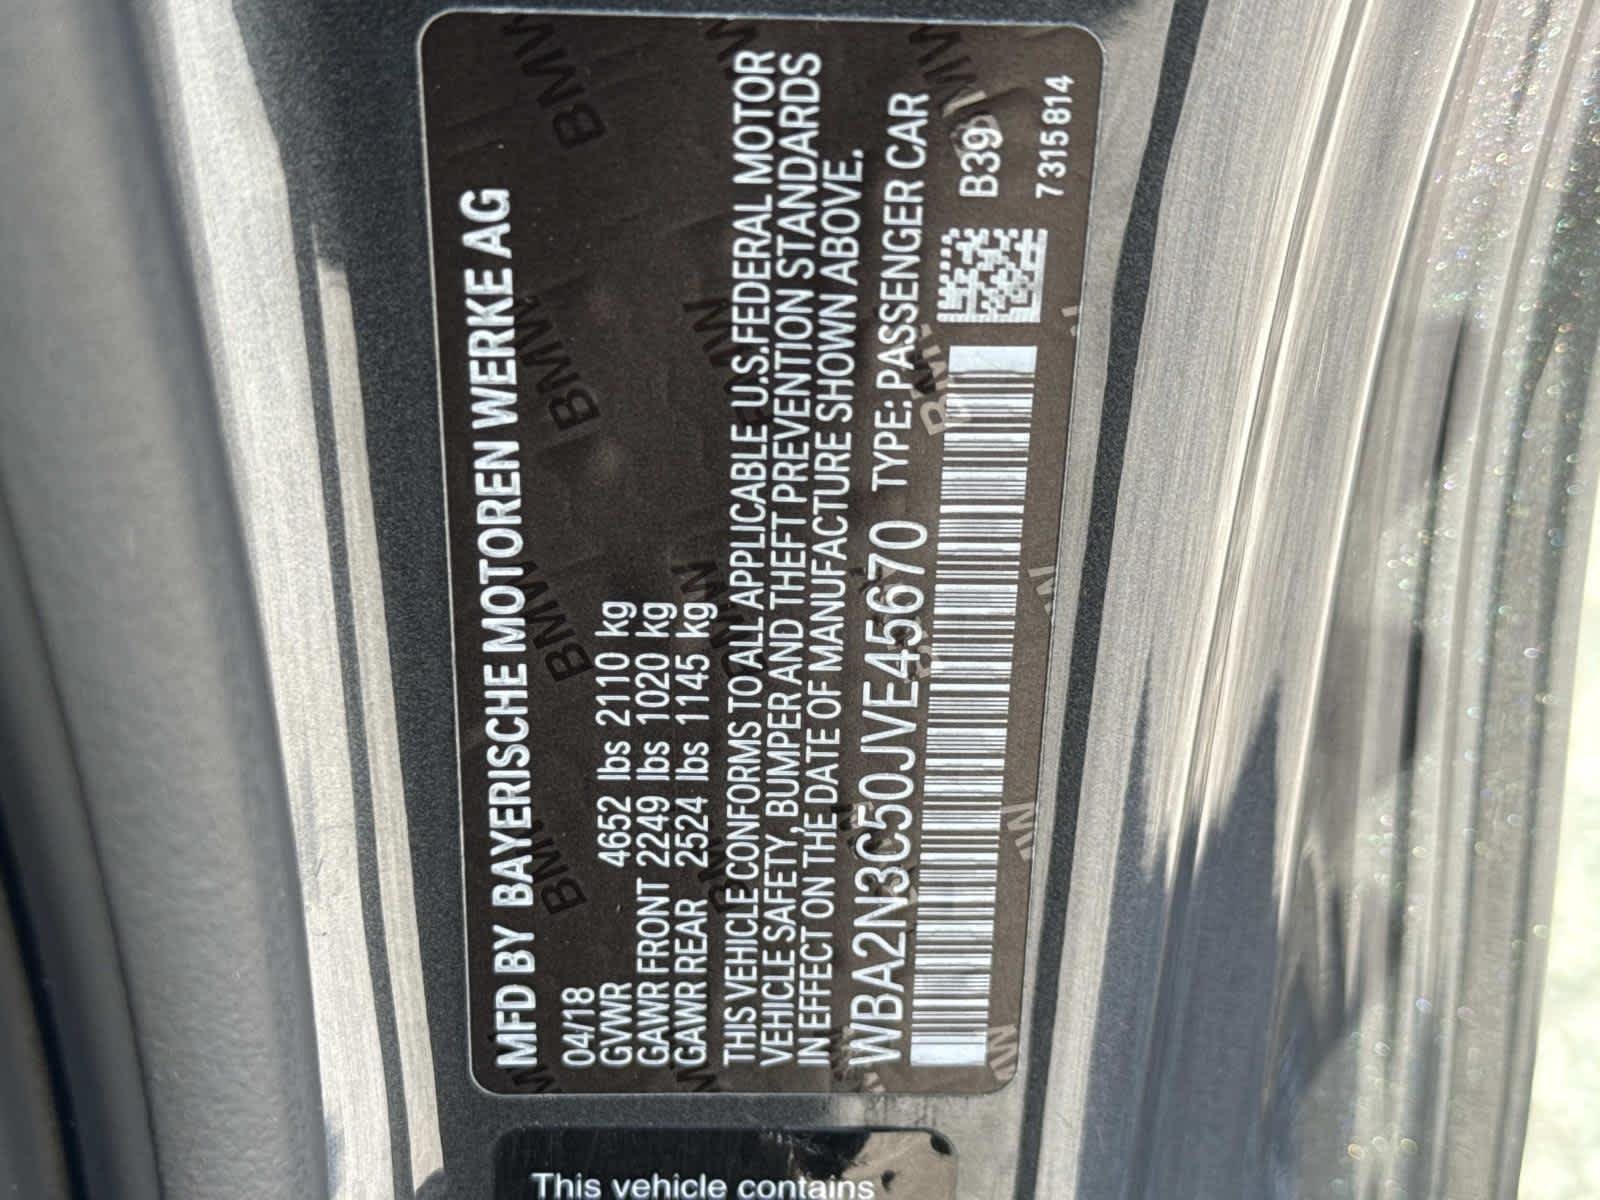 MFD BY BAYERISCHE MOTOREN WERKE AG
04/18
GVWR 4652 lbs 2110 kg
GAWR FRONT 2249 lbs 1020 kg
GAWR REAR 2524 lbs 1145 kg
THIS VEHICLE CONFORMS TO ALL APPLICABLE U.S.FEDERAL MOTOR
VEHICLE SAFETY, BUMPER AND THEFT PREVENTION STANDARDS
IN EFFECT ON THE DATE OF MANUFACTURE SHOWN ABOVE.
WBA2N3C50JVE45670 TYPE: PASSENGER CAR
B39
7315814
This vehicle contains